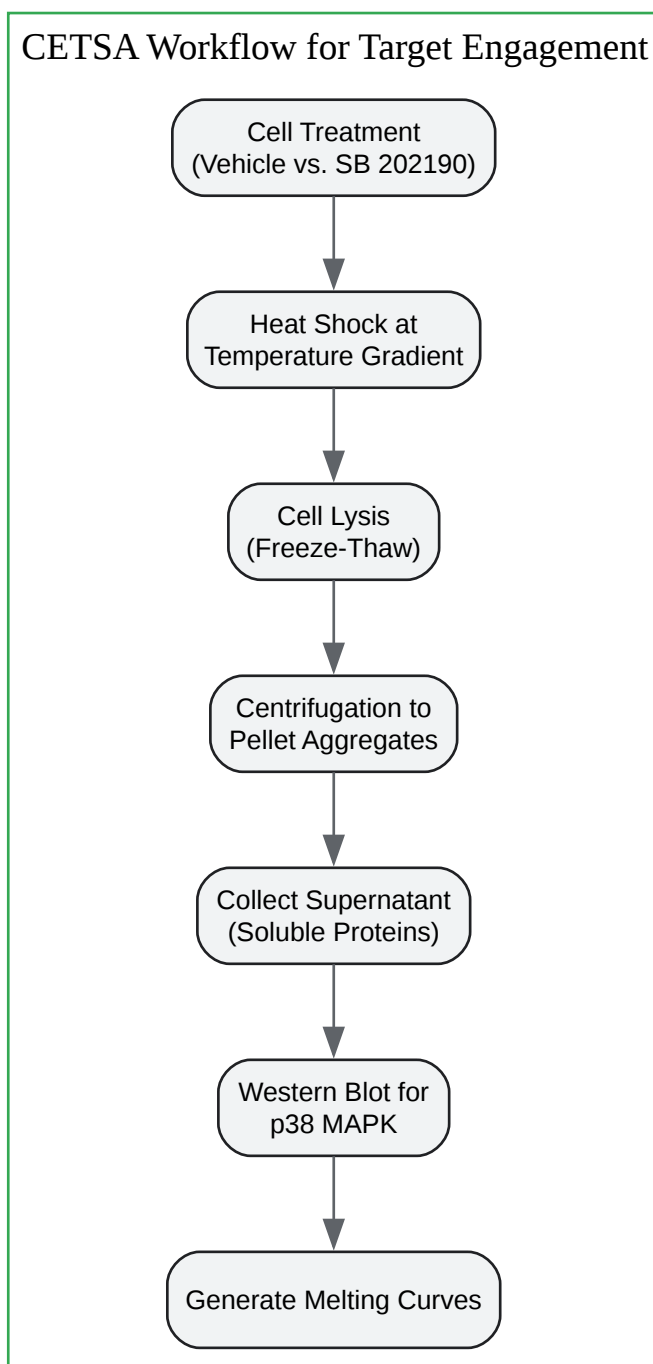 CETSA Workflow for Target Engagement
Cell Treatment
(Vehicle vs. SB 202190)
Heat Shock at
Temperature Gradient
Cell Lysis
(Freeze-Thaw)
Centrifugation to
Pellet Aggregates
Collect Supernatant
(Soluble Proteins)
Western Blot for
p38 MAPK
Generate Melting Curves